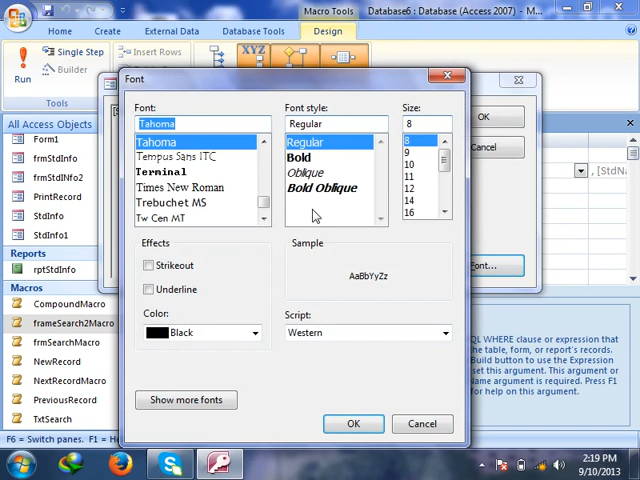 Macro Tools
Database6 : Database (Access 2007) - M...
Home
Create
External Data
Database Tools
Design
Run
Single Step
Builder
Insert Rows
XYZ
Tools
Font
OK
Cancel
Font...
Font:
Tahoma
Tahoma
Tempus Sans ITC
Terminal
Times New Roman
Trebuchet MS
Tw Cen MT
Font style:
Regular
Regular
Bold
Oblique
Bold Oblique
Size:
8
8
9
10
11
12
14
16
Effects
Strikeout
Underline
Color:
Black
Sample
AaBbYyZz
Script:
Western
Show more fonts
OK
Cancel
All Access Objects
Form1
frmStdInfo
frmStdINfo2
PrintRecord
StdInfo
StdInfo1
Reports
rptStdInfo
Macros
CompoundMacro
frameSearch2Macro
frmSearchMacro
NewRecord
NextRecordMacro
PreviousRecord
TxtSearch
, [StdNa
QL WHERE clause or expression that
the table, form, or report's records.
Build button to use the Expression
set this argument. This argument or
Name argument is required. Press F1
for help on this argument.
F6 = Switch panes. F1 = H
2:19 PM
9/10/2013